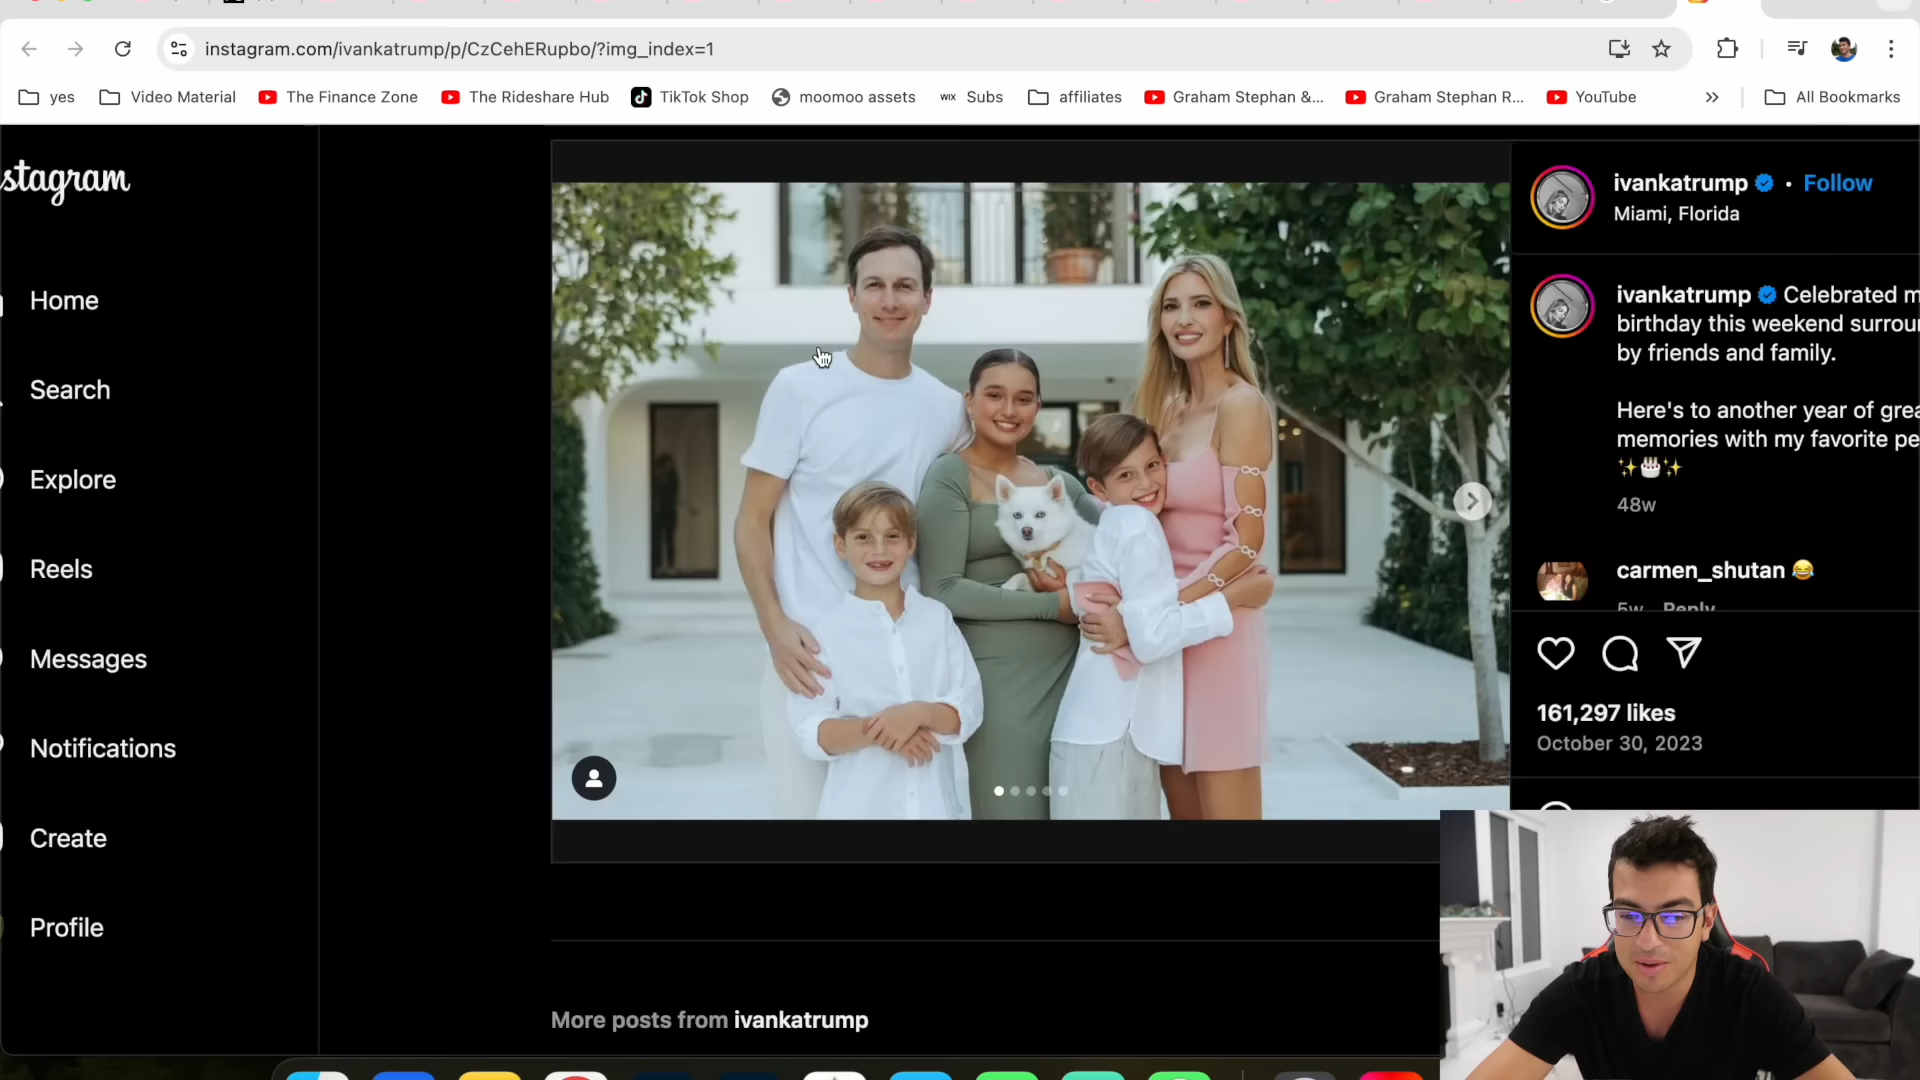 instagram.com/ivankatrump/p/CzCehERupbo/?img_index=1
yes Video Material The Finance Zone The Rideshare Hub TikTok Shop moomoo assets WIX Subs affiliates Graham Stephan &... Graham Stephan R... YouTube All Bookmarks
stagram
Home
Search
Explore
Reels
Messages
Notifications
Create
Profile
ivankatrump • Follow
Miami, Florida
ivankatrump Celebrated m
birthday this weekend surrou
by friends and family.
Here's to another year of grea
memories with my favorite pe
✨🎂✨
48w
carmen_shutan 😂
5w Reply
161,297 likes
October 30, 2023
More posts from ivankatrump